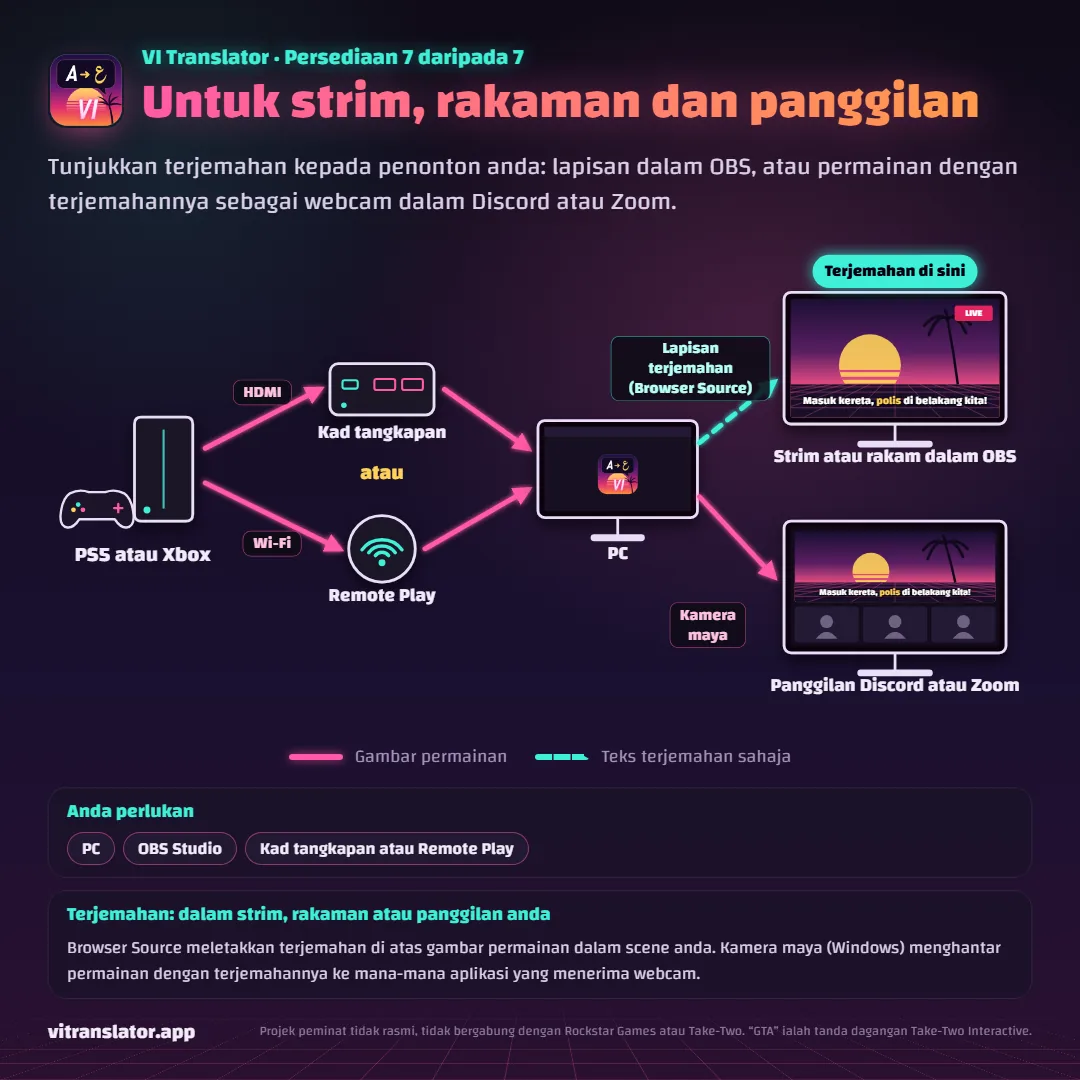 A→ع
VI
VI Translator · Persediaan 7 daripada 7
Untuk strim, rakaman dan panggilan
Tunjukkan terjemahan kepada penonton anda: lapisan dalam OBS, atau permainan dengan
terjemahannya sebagai webcam dalam Discord atau Zoom.
Terjemahan di sini
LIVE
Masuk kereta, polis di belakang kita!
Strim atau rakam dalam OBS
Lapisan
terjemahan
(Browser Source)
HDMI
Kad tangkapan
atau
Wi-Fi
Remote Play
PS5 atau Xbox
A→ع
VI
PC
Kamera
maya
Masuk kereta, polis di belakang kita!
Panggilan Discord atau Zoom
Gambar permainan
Teks terjemahan sahaja
Anda perlukan
PC
OBS Studio
Kad tangkapan atau Remote Play
Terjemahan: dalam strim, rakaman atau panggilan anda
Browser Source meletakkan terjemahan di atas gambar permainan dalam scene anda. Kamera maya (Windows) menghantar
permainan dengan terjemahannya ke mana-mana aplikasi yang menerima webcam.
vitranslator.app
Projek peminat tidak rasmi, tidak bergabung dengan Rockstar Games atau Take-Two. “GTA” ialah tanda dagangan Take-Two Interactive.